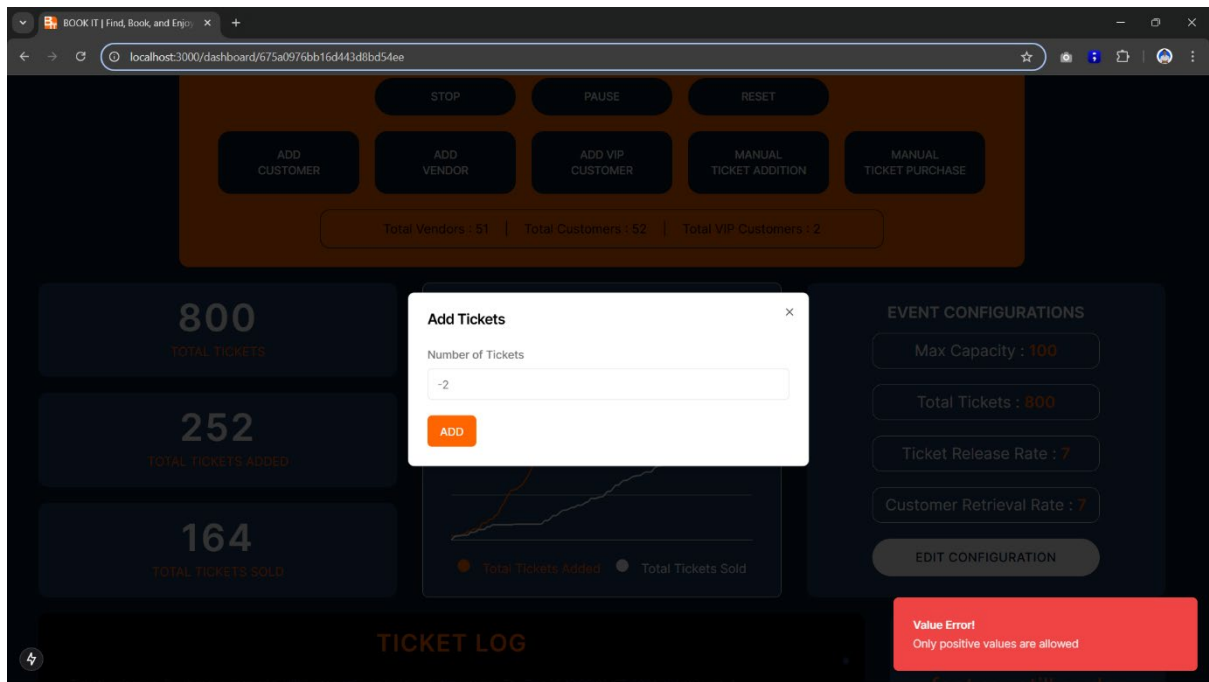 BOOK IT | Find, Book, and Enjoy
localhost:3000/dashboard/675a0976bb16d443d8bd54ee
STOP
PAUSE
RESET
ADD
CUSTOMER
ADD
VENDOR
ADD VIP
CUSTOMER
MANUAL
TICKET ADDITION
MANUAL
TICKET PURCHASE
Total Vendors : 51 | Total Customers : 52 | Total VIP Customers : 2
800
TOTAL TICKETS
252
TOTAL TICKETS ADDED
164
TOTAL TICKETS SOLD
Add Tickets
Number of Tickets
-2
ADD
Total Tickets Added
Total Tickets Sold
EVENT CONFIGURATIONS
Max Capacity : 100
Total Tickets : 800
Ticket Release Rate : 7
Customer Retrieval Rate : 7
EDIT CONFIGURATION
TICKET LOG
Value Error!
Only positive values are allowed